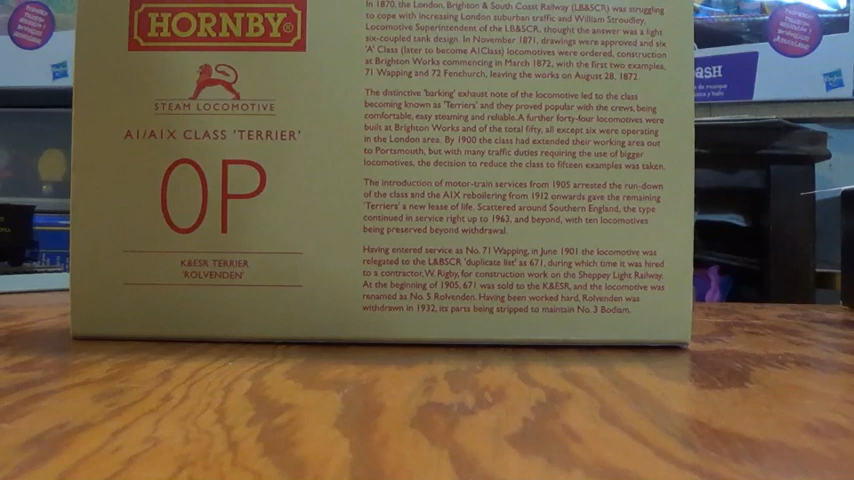 HORNBY®
STEAM LOCOMOTIVE
A1/A1X CLASS 'TERRIER'
0P
K&ESR TERRIER
'ROLVENDEN'
In 1870, the London, Brighton & South Coast Railway (LB&SCR) was struggling
to cope with increasing London suburban traffic and William Stroudley,
Locomotive Superintendent of the LB&SCR, thought the answer was a light
six-coupled tank design. In November 1871, drawings were approved and six
'A' Class (later to become A1Class) locomotives were ordered, construction
at Brighton Works commencing in March 1872, with the first two examples,
71 Wapping and 72 Fenchurch, leaving the works on August 28, 1872.
The distinctive 'barking' exhaust note of the locomotive led to the class
becoming known as 'Terriers' and they proved popular with the crews, being
comfortable, easy steaming and reliable. A further forty-four locomotives were
built at Brighton Works and of the total fifty, all except six were operating
in the London area. By 1900 the class had extended their working area out
to Portsmouth, but with many traffic duties requiring the use of bigger
locomotives, the decision to reduce the class to fifteen examples was taken.
The introduction of motor-train services from 1905 arrested the run-down
of the class and the A1X reboilering from 1912 onwards gave the remaining
'Terriers' a new lease of life. Scattered around Southern England, the type
continued in service right up to 1963, and beyond, with ten locomotives
being preserved beyond withdrawal.
Having entered service as No. 71 Wapping, in June 1901 the locomotive was
relegated to the L&BSCR 'duplicate list' as 671, during which time it was hired
to a contractor, W. Rigby, for construction work on the Sheppey Light Railway.
At the beginning of 1905, 671 was sold to the K&ESR, and the locomotive was
renamed as No. 5 Rolvenden. Having been worked hard, Rolvenden was
withdrawn in 1932, its parts being stripped to maintain No. 3 Bodiam.
Hasbro
Hasbro